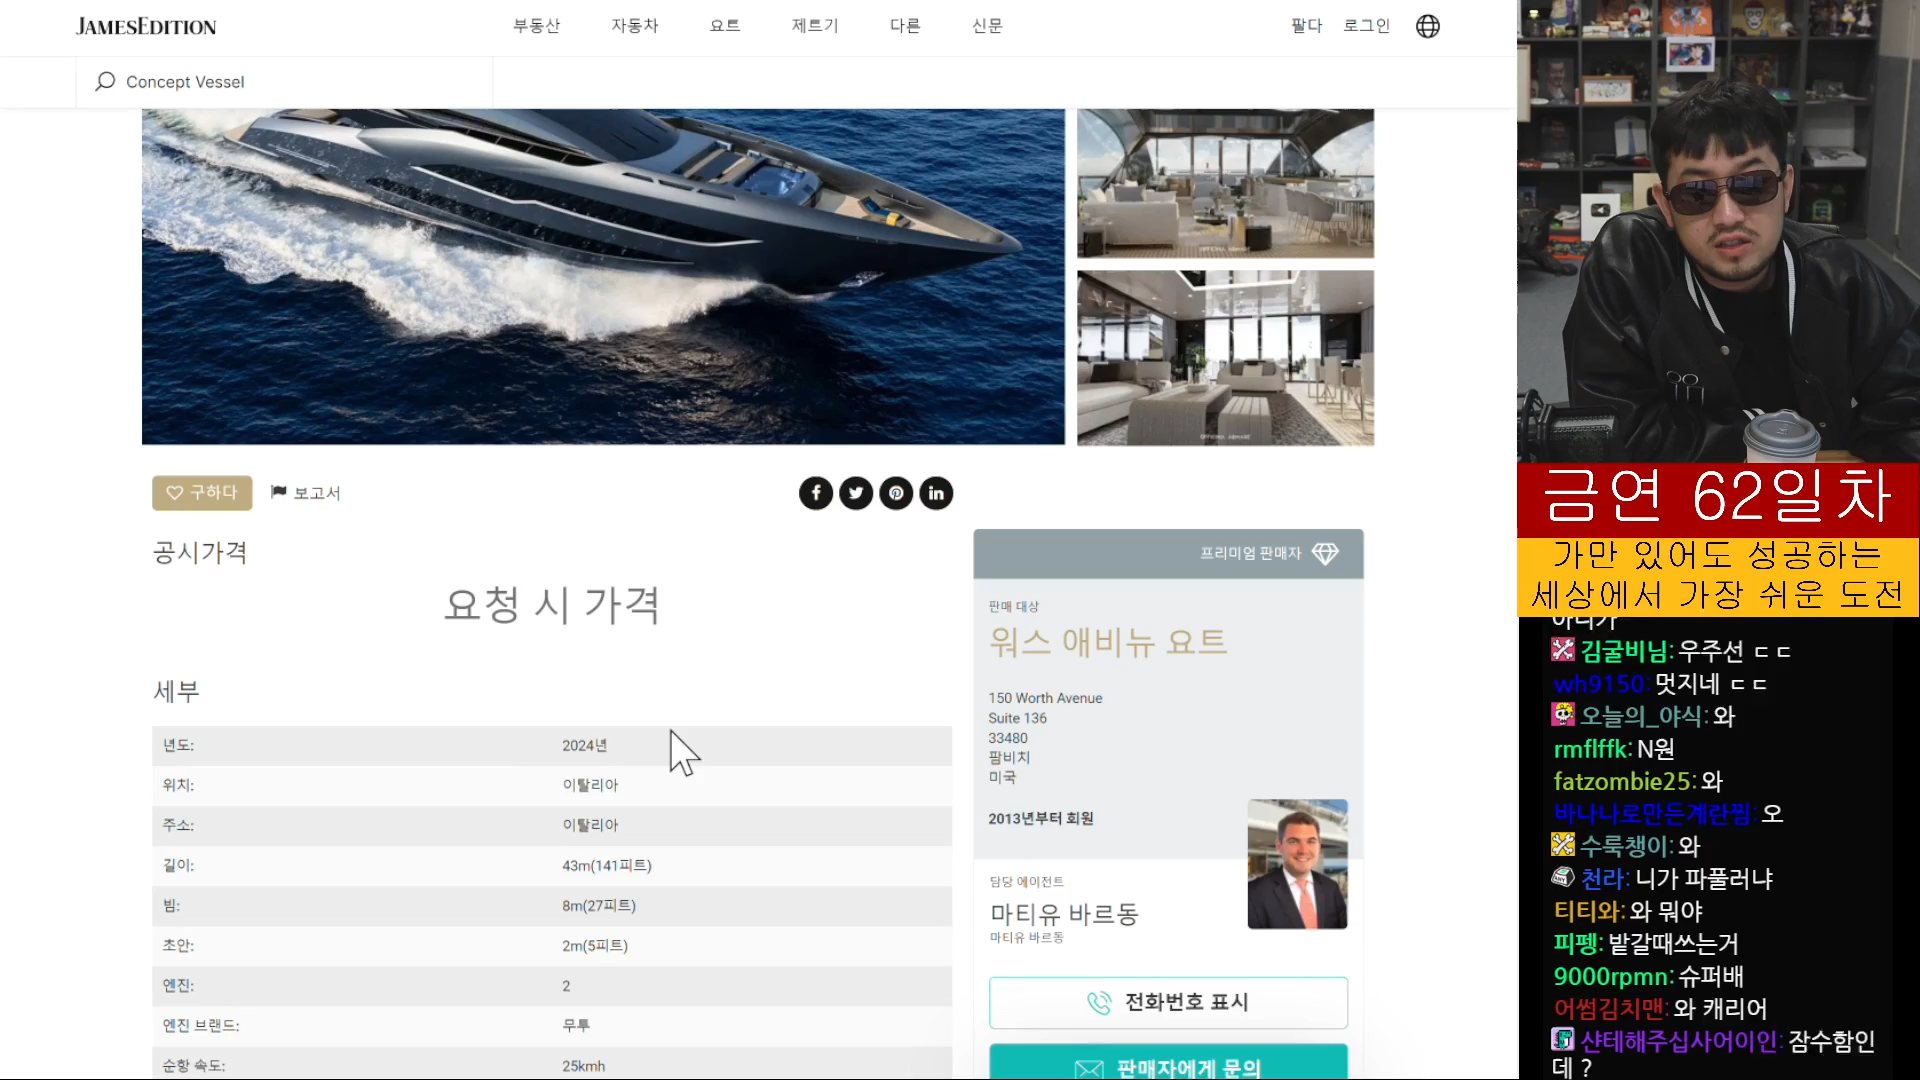 JAMESEDITION
부동산 자동차 요트 제트기 다른 신문 팔다 로그인
Concept Vessel
구하다 보고서
공시가격
요청 시 가격
세부
년도: 2024년
위치: 이탈리아
주소: 이탈리아
길이: 43m(141피트)
빔: 8m(27피트)
초안: 2m(5피트)
엔진: 2
엔진 브랜드: 무투
순항 속도: 25kmh
프리미엄 판매자
판매 대상
워스 애비뉴 요트
150 Worth Avenue
Suite 136
33480
팜비치
미국
2013년부터 회원
담당 에이전트
마티유 바르동
마티유 바르동
전화번호 표시
판매자에게 문의
금연 62일차
가만 있어도 성공하는
세상에서 가장 쉬운 도전
김굴비님: 우주선 ㄷㄷ
wh9150: 멋지네 ㄷㄷ
오늘의_야식: 와
rmflffk: N원
fatzombie25: 와
바나나로만든계란찜: 오
수룩챙이: 와
천라: 니가 파풀러냐
티티와: 와 뭐야
피펭: 밭갈때쓰는거
9000rpmn: 슈퍼배
어썸김치맨: 와 캐리어
샨테해주십사어이인: 잠수함인
데 ?